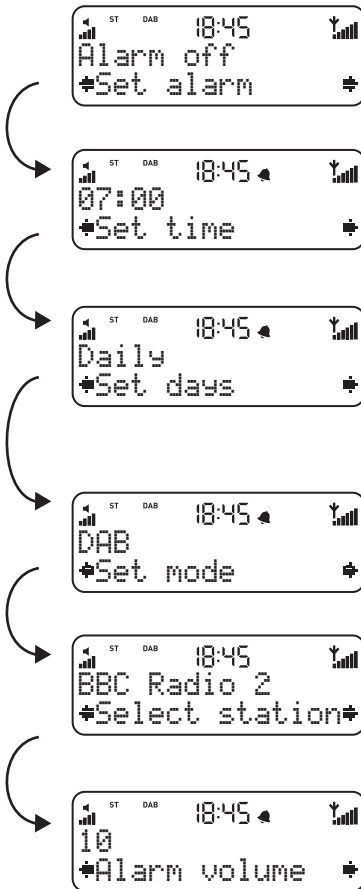 ST DAB 18:45
Alarm off
Set alarm
ST DAB 18:45
07:00
Set time
ST DAB 18:45
Daily
Set days
ST DAB 18:45
DAB
Set mode
ST DAB 18:45
BBC Radio 2
Select station
ST DAB 18:45
10
Alarm volume